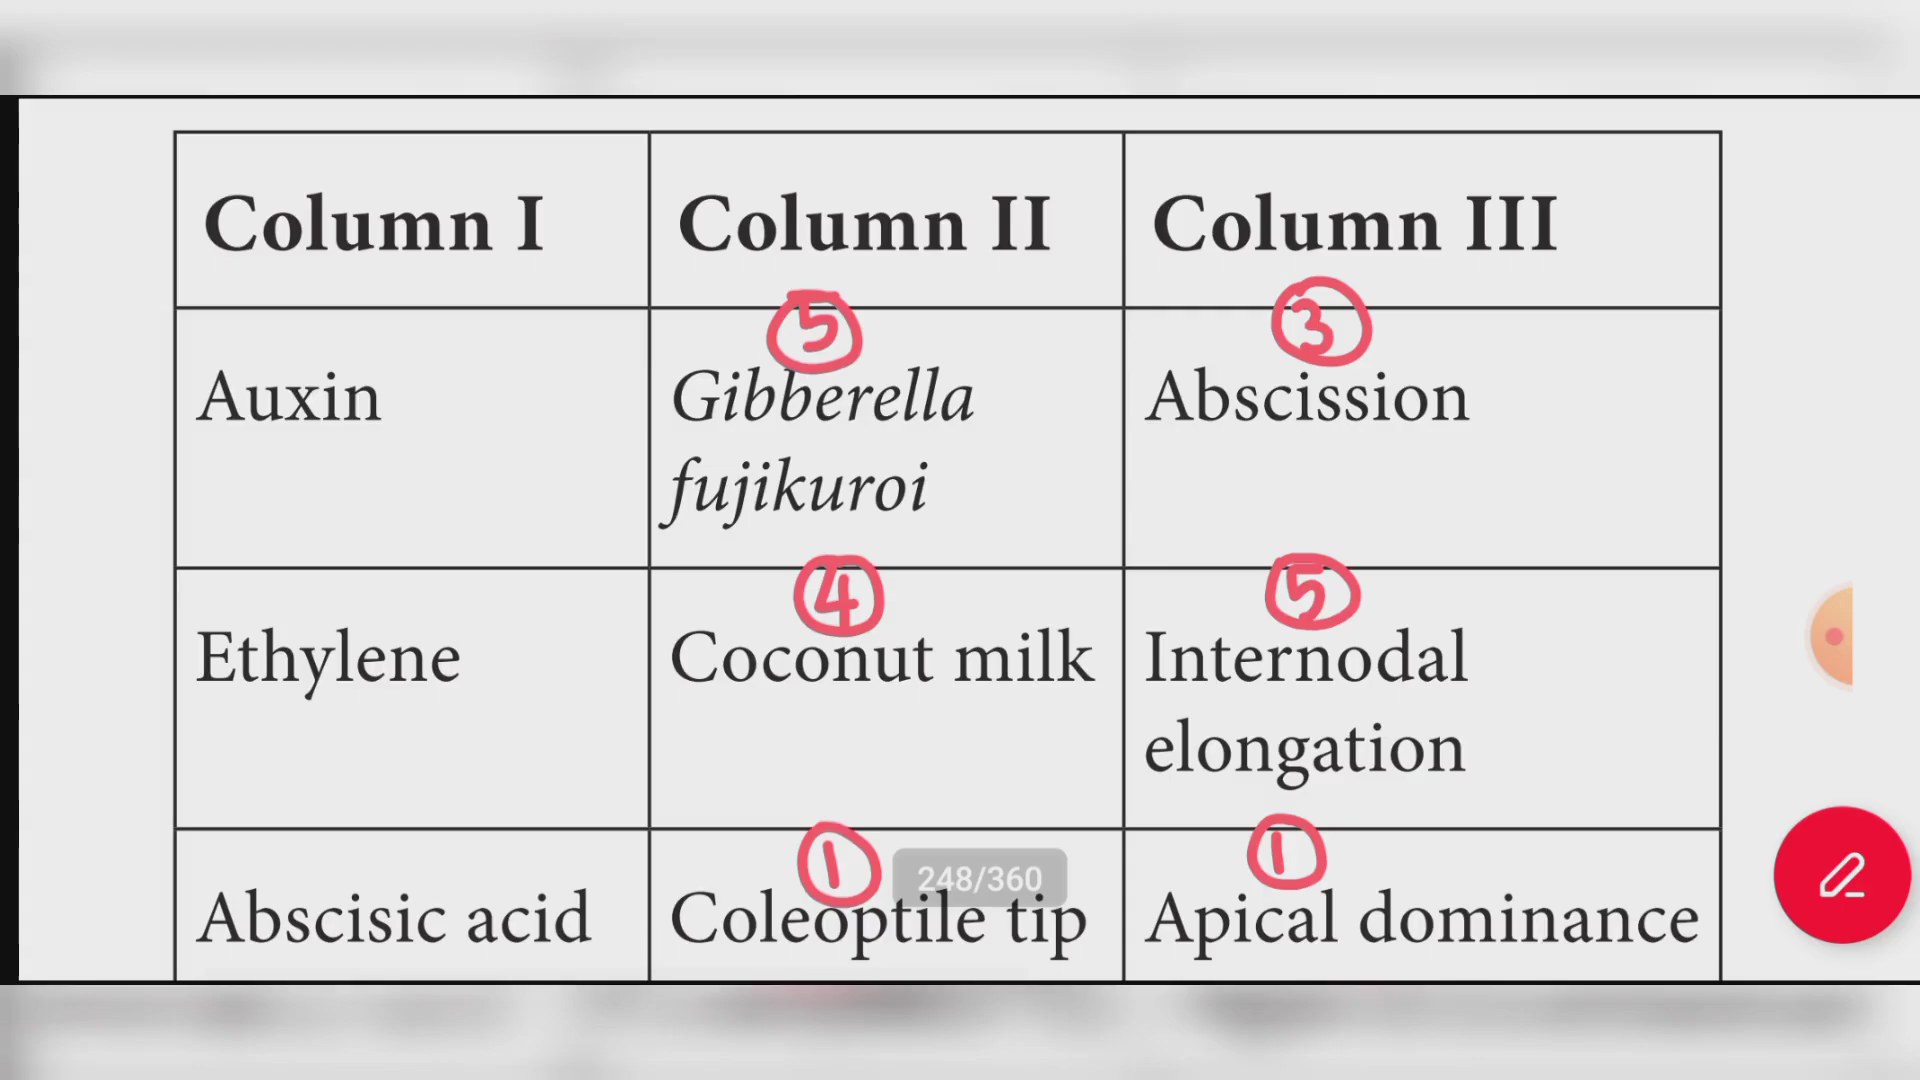 Column I Column II Column III
5 3
Auxin Gibberella Abscission
fujikuroi
4 5
Ethylene Coconut milk Internodal
elongation
1 1
248/360
Abscisic acid Coleoptile tip Apical dominance